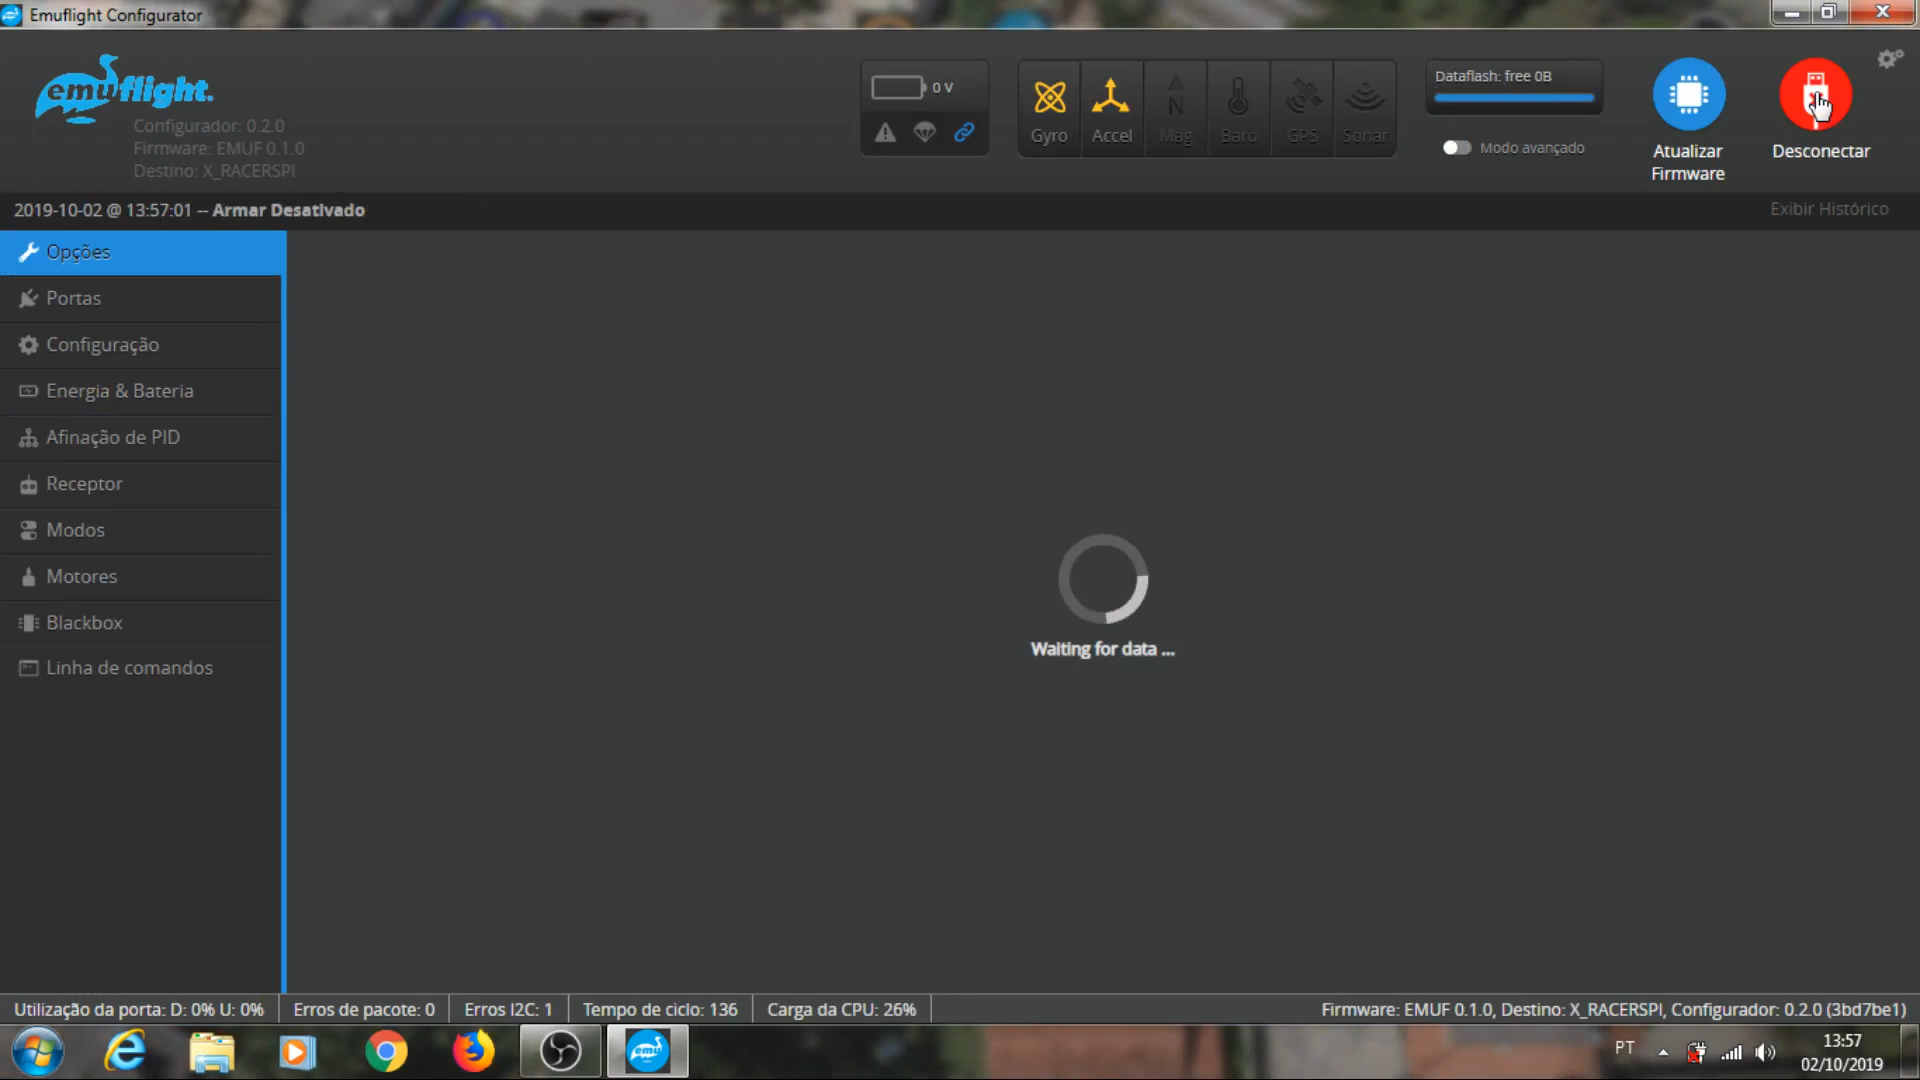 Emuflight Configurator
emuflight.
Configurador: 0.2.0
Firmware: EMUF 0.1.0
Destino: X_RACERSPI
0 V
Gyro
Accel
N
Mag
Baro
GPS
Sonar
Dataflash: free 0B
Modo avançado
Atualizar
Firmware
Desconectar
2019-10-02 @ 13:57:01 -- Armar Desativado
Exibir Histórico
Opções
Portas
Configuração
Energia & Bateria
Afinação de PID
Receptor
Modos
Motores
Blackbox
Linha de comandos
Waiting for data ...
Utilização da porta: D: 0% U: 0%
Erros de pacote: 0
Erros I2C: 1
Tempo de ciclo: 136
Carga da CPU: 26%
Firmware: EMUF 0.1.0, Destino: X_RACERSPI, Configurador: 0.2.0 (3bd7be1)
emu
PT
13:57
02/10/2019